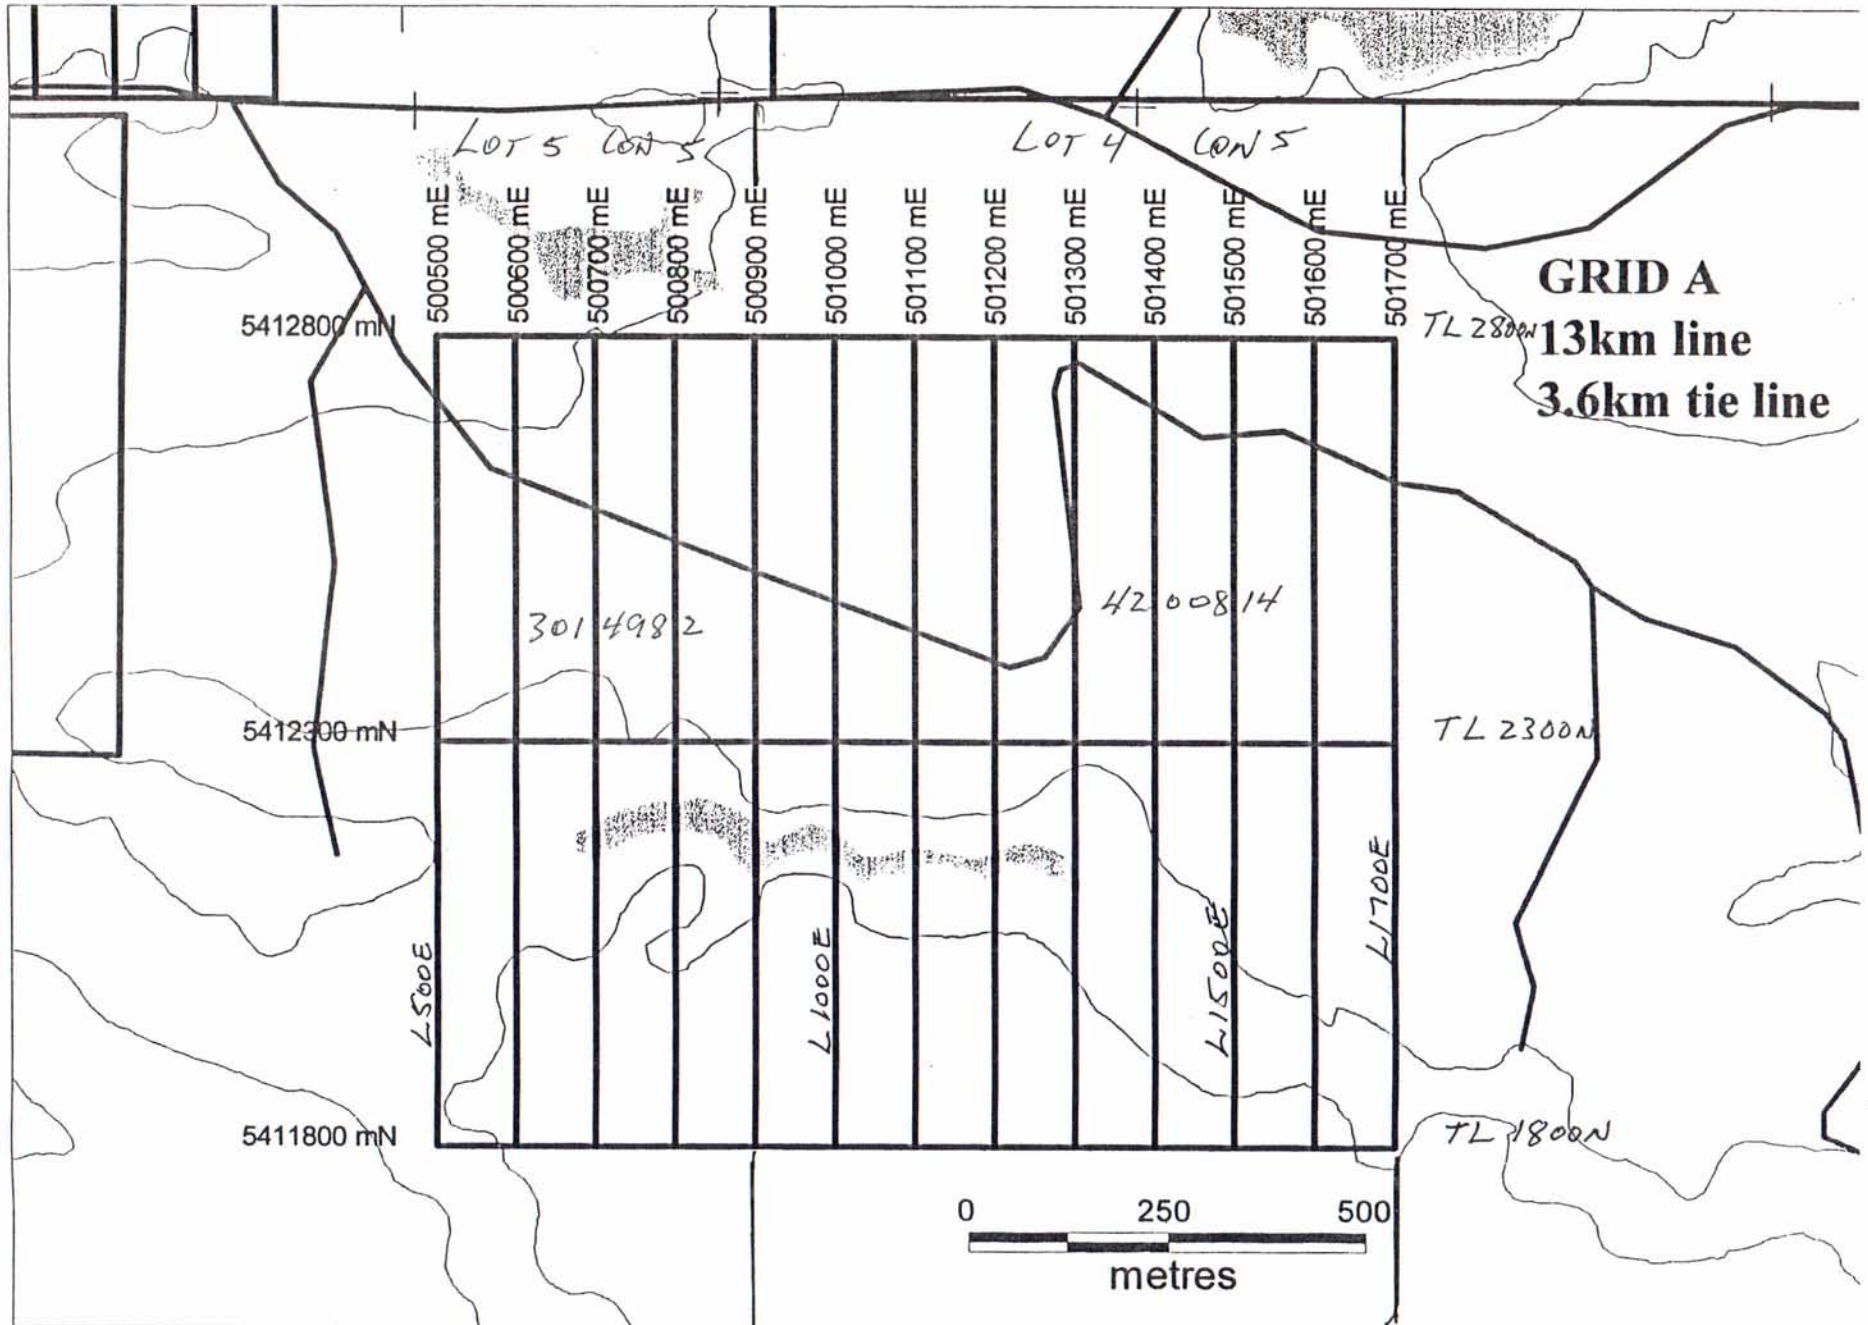 LOT 5 CON 5
LOT 4 CON 5
500500 mE
500600 mE
500700 mE
500800 mE
500900 mE
501000 mE
501100 mE
501200 mE
501300 mE
501400 mE
501500 mE
501600 mE
501700 mE
GRID A
13km line
3.6km tie line
5412800 mN
TL 2800N
3014982
4200814
5412300 mN
TL 2300N
L500E
L1000E
L1500E
L1700E
5411800 mN
TL 1800N
0 250 500
metres